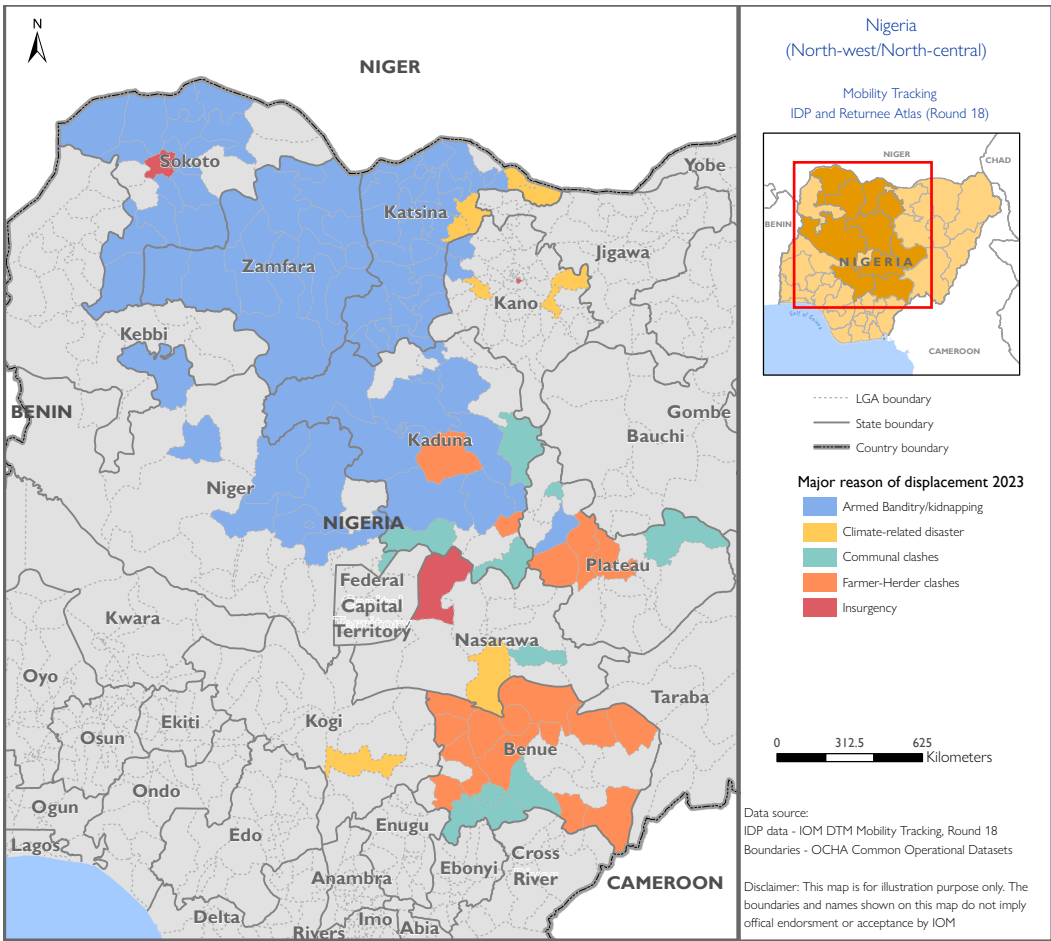 N
NIGER
Sokoto
Yobe
Katsina
Jigawa
Zamfara
Kano
Kebbi
BENIN
Gombe
Bauchi
Kaduna
Niger
NIGERIA
Plateau
Federal
Capital
Territory
Kwara
Nasarawa
Oyo
Taraba
Ekiti
Kogi
Osun
Benue
Ondo
Ogun
Enugu
Edo
Lagos
Cross
River
Ebonyi
Anambra
CAMEROON
Delta
Imo
Abia
Rivers
Nigeria
(North-west/North-central)
Mobility Tracking
IDP and Returnee Atlas (Round 18)
NIGER
CHAD
BENIN
NIGERIA
Gulf of Guinea
CAMEROON
LGA boundary
State boundary
Country boundary
Major reason of displacement 2023
Armed Banditry/kidnapping
Climate-related disaster
Communal clashes
Farmer-Herder clashes
Insurgency
0 312.5 625
Kilometers
Data source:
IDP data - IOM DTM Mobility Tracking, Round 18
Boundaries - OCHA Common Operational Datasets
Disclaimer: This map is for illustration purpose only. The
boundaries and names shown on this map do not imply
offical endorsment or acceptance by IOM